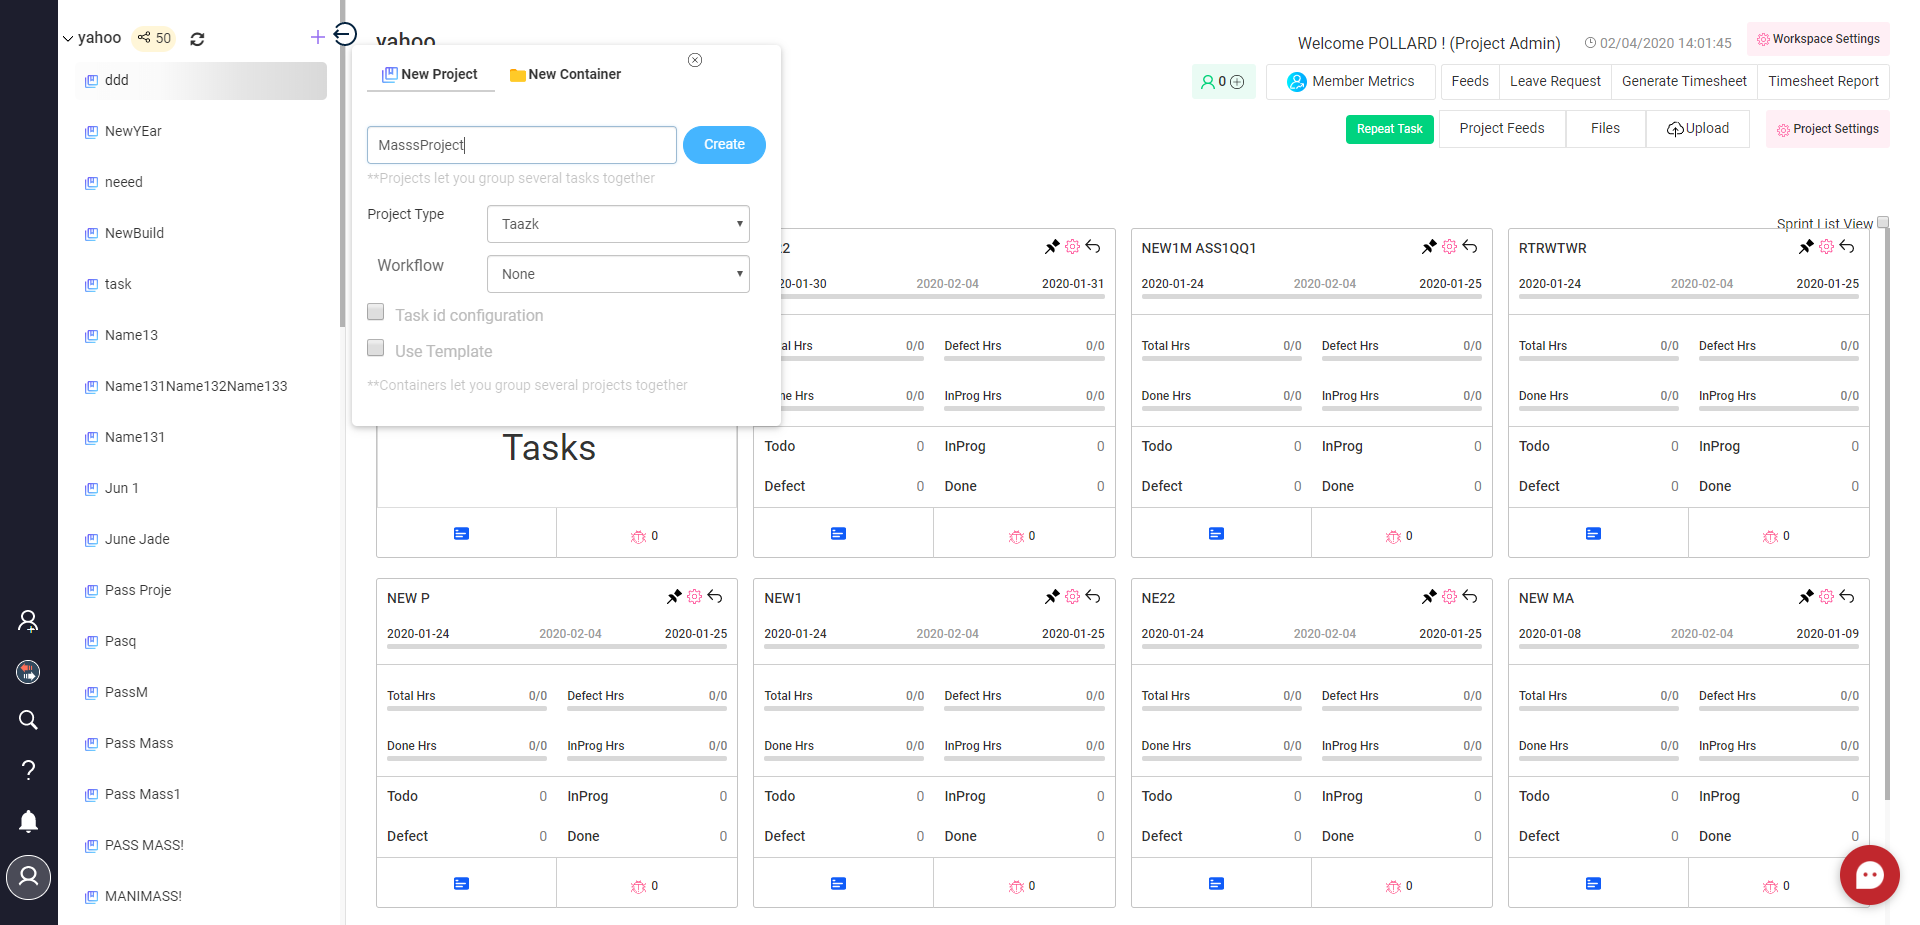 yahoo 50
ddd
NewYEar
neeed
NewBuild
task
Name13
Name131Name132Name133
Name131
Jun 1
June Jade
Pass Proje
Pasq
PassM
Pass Mass
Pass Mass1
PASS MASS!
MANIMASS!
yahoo
Welcome POLLARD ! (Project Admin) 02/04/2020 14:01:45 Workspace Settings
0 Member Metrics Feeds Leave Request Generate Timesheet Timesheet Report
Repeat Task Project Feeds Files Upload Project Settings
Sprint List View
New Project New Container
MasssProject Create
**Projects let you group several tasks together
Project Type Taazk
Workflow None
Task id configuration
Use Template
**Containers let you group several projects together
Tasks
0
2020-01-31
2020-02-04
Defect Hrs 0/0
InProg Hrs 0/0
Todo 0 InProg 0
Defect 0 Done 0
0
NEW1M ASS1QQ1
2020-01-24 2020-02-04 2020-01-25
Total Hrs 0/0 Defect Hrs 0/0
Done Hrs 0/0 InProg Hrs 0/0
Todo 0 InProg 0
Defect 0 Done 0
0
RTRWTWR
2020-01-24 2020-02-04 2020-01-25
Total Hrs 0/0 Defect Hrs 0/0
Done Hrs 0/0 InProg Hrs 0/0
Todo 0 InProg 0
Defect 0 Done 0
0
NEW P
2020-01-24 2020-02-04 2020-01-25
Total Hrs 0/0 Defect Hrs 0/0
Done Hrs 0/0 InProg Hrs 0/0
Todo 0 InProg 0
Defect 0 Done 0
0
NEW1
2020-01-24 2020-02-04 2020-01-25
Total Hrs 0/0 Defect Hrs 0/0
Done Hrs 0/0 InProg Hrs 0/0
Todo 0 InProg 0
Defect 0 Done 0
0
NE22
2020-01-24 2020-02-04 2020-01-25
Total Hrs 0/0 Defect Hrs 0/0
Done Hrs 0/0 InProg Hrs 0/0
Todo 0 InProg 0
Defect 0 Done 0
0
NEW MA
2020-01-08 2020-02-04 2020-01-09
Total Hrs 0/0 Defect Hrs 0/0
Done Hrs 0/0 InProg Hrs 0/0
Todo 0 InProg 0
Defect 0 Done 0
0